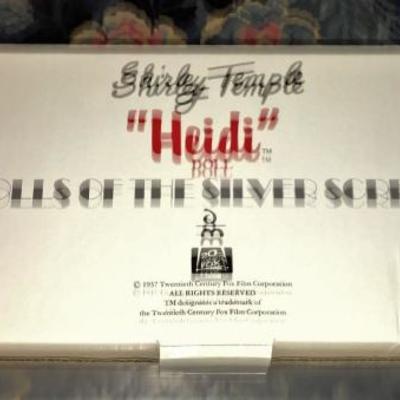 Shirley Temple
"Heidi"™
DOLL
OLLS OF THE SILVER SCRE
© 1937 Twentieth Century Fox Film Corporation
ALL RIGHTS RESERVED
TM designates a trademark of
the Twentieth Century Fox Film Corporation